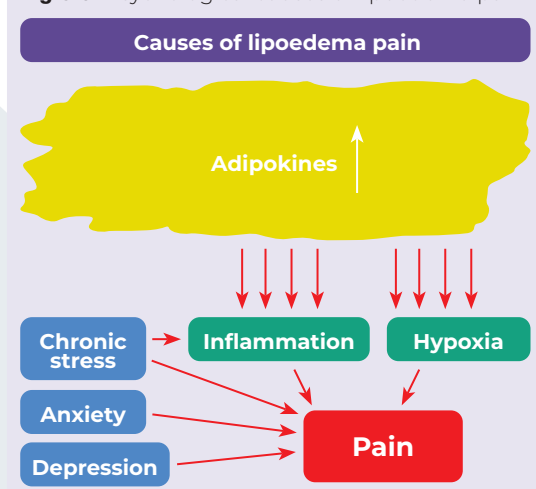 Causes of lipoedema pain
Adipokines
Chronic
stress
Inflammation
Hypoxia
Anxiety
Depression
Pain